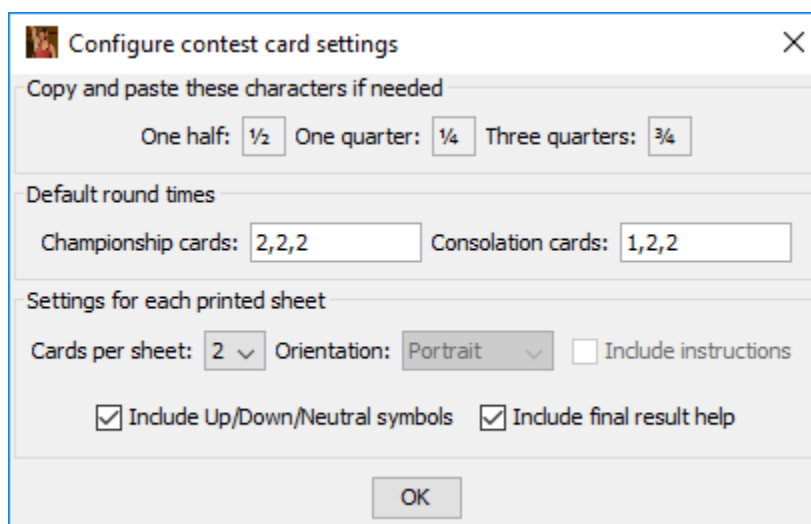 Configure contest card settings
Copy and paste these characters if needed
One half: ½ One quarter: ¼ Three quarters: ¾
Default round times
Championship cards: 2,2,2 Consolation cards: 1,2,2
Settings for each printed sheet
Cards per sheet: 2 Orientation: Portrait Include instructions
Include Up/Down/Neutral symbols Include final result help
OK